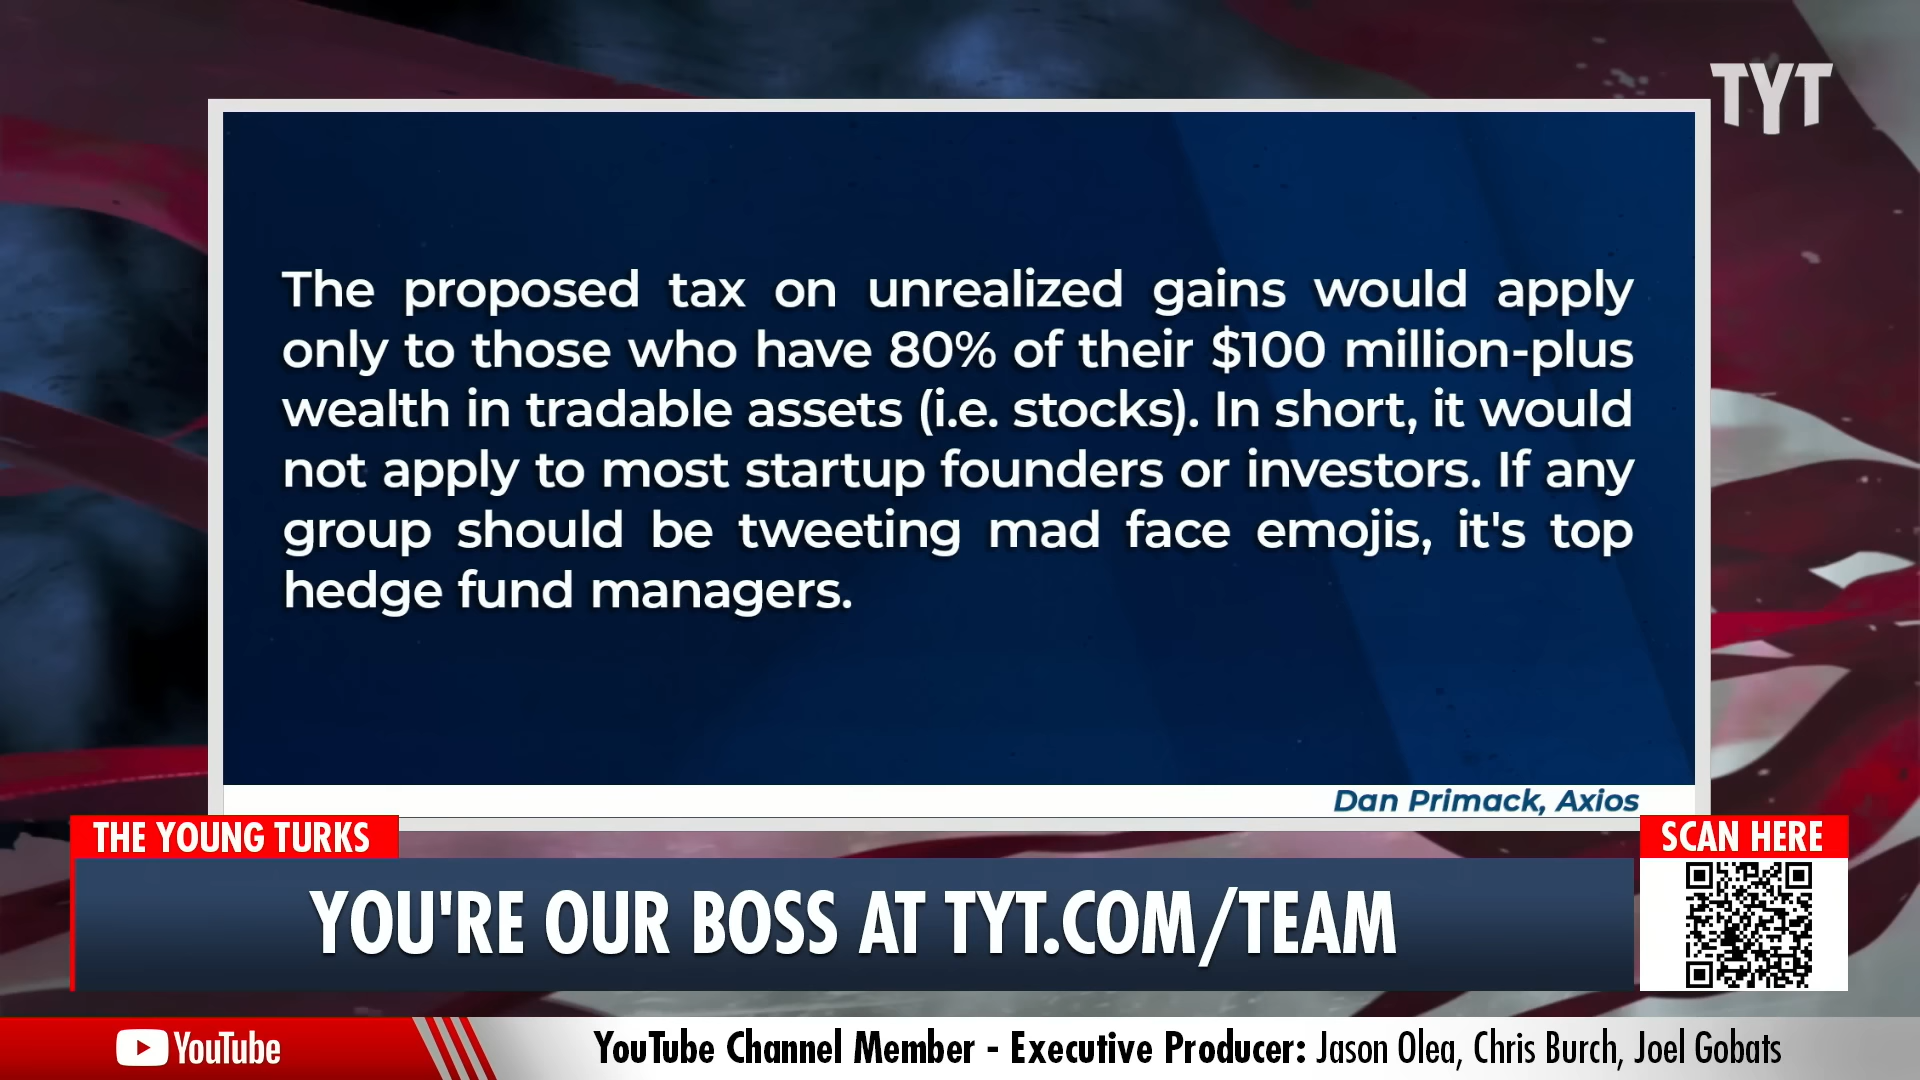 TYT
The proposed tax on unrealized gains would apply
only to those who have 80% of their $100 million-plus
wealth in tradable assets (i.e. stocks). In short, it would
not apply to most startup founders or investors. If any
group should be tweeting mad face emojis, it's top
hedge fund managers.
Dan Primack, Axios
THE YOUNG TURKS
SCAN HERE
YOU'RE OUR BOSS AT TYT.COM/TEAM
YouTube
YouTube Channel Member - Executive Producer: Jason Olea, Chris Burch, Joel Gobats